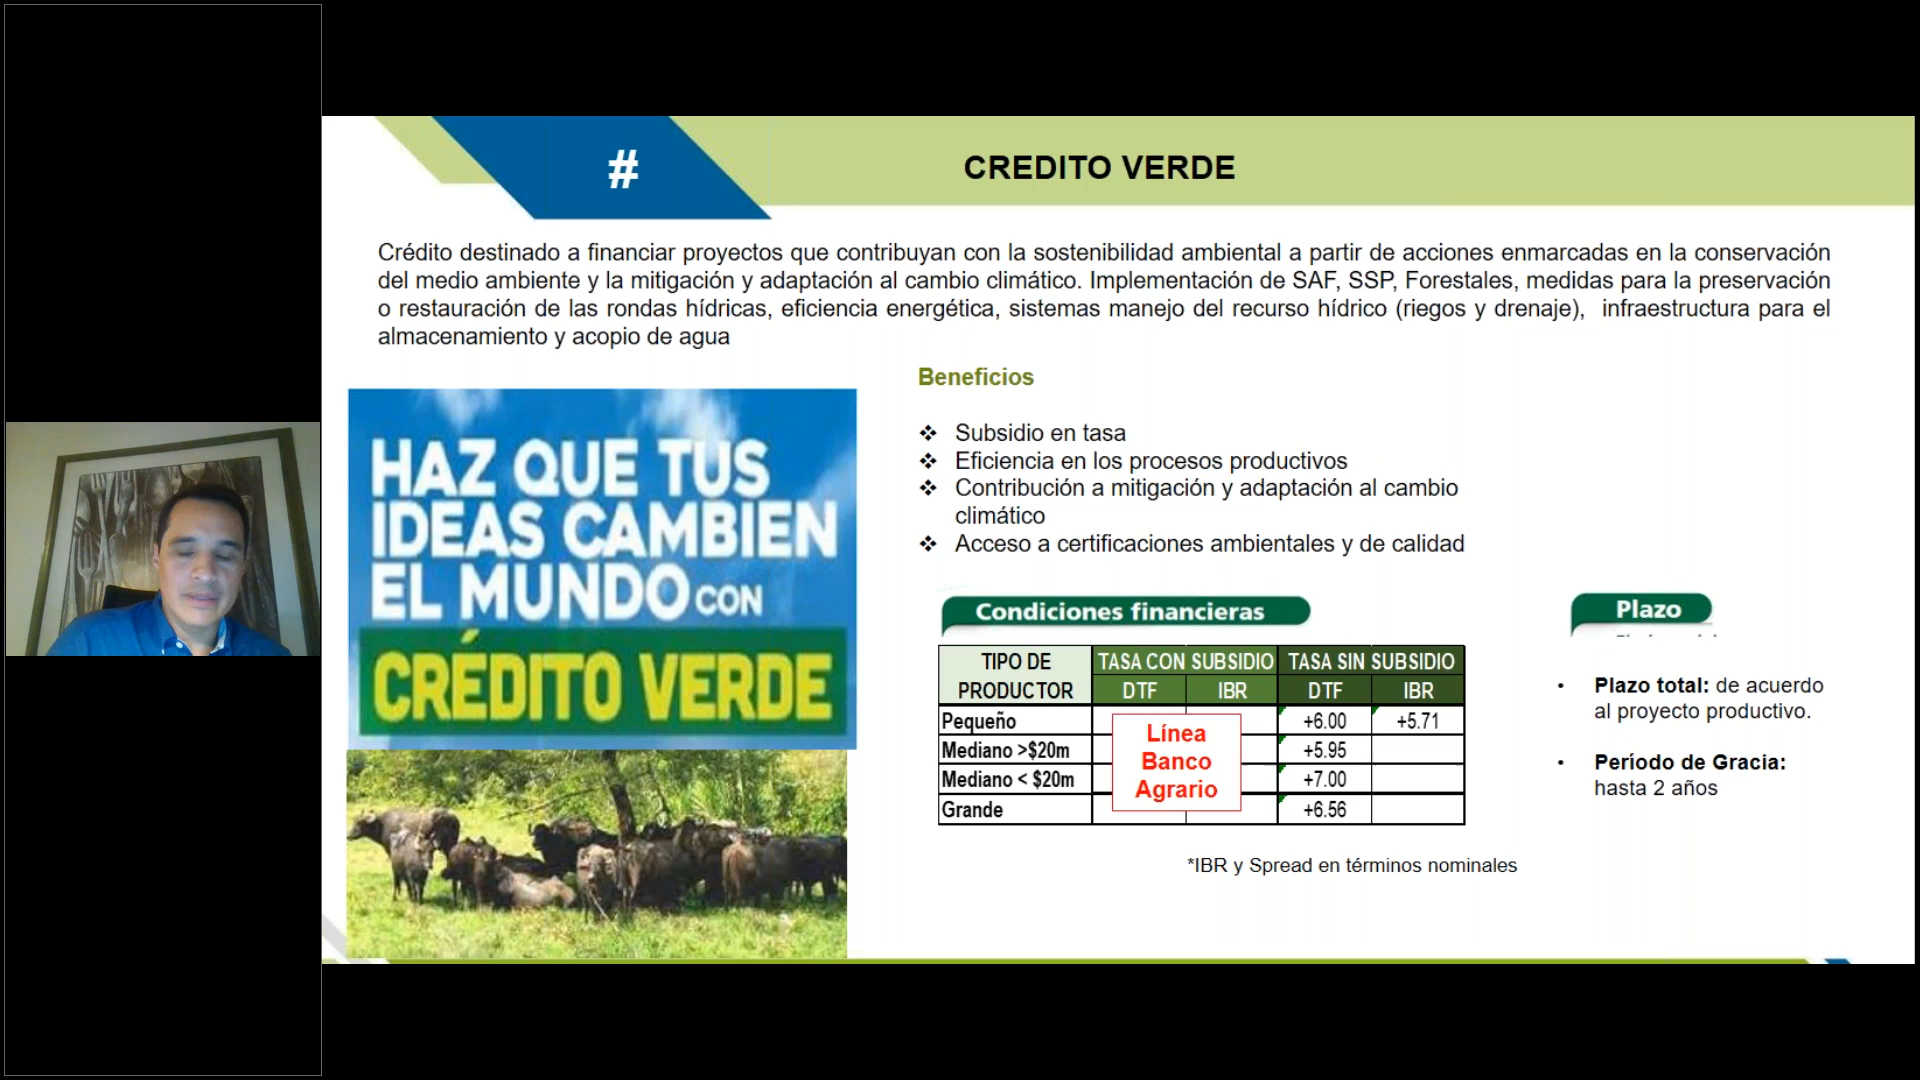 #
CREDITO VERDE
Crédito destinado a financiar proyectos que contribuyan con la sostenibilidad ambiental a partir de acciones enmarcadas en la conservación
del medio ambiente y la mitigación y adaptación al cambio climático. Implementación de SAF, SSP, Forestales, medidas para la preservación
o restauración de las rondas hídricas, eficiencia energética, sistemas manejo del recurso hídrico (riegos y drenaje), infraestructura para el
almacenamiento y acopio de agua
HAZ QUE TUS
IDEAS CAMBIEN
EL MUNDO CON
CRÉDITO VERDE
Beneficios
❖ Subsidio en tasa
❖ Eficiencia en los procesos productivos
❖ Contribución a mitigación y adaptación al cambio
climático
❖ Acceso a certificaciones ambientales y de calidad
Condiciones financieras
TIPO DE PRODUCTOR TASA CON SUBSIDIO TASA SIN SUBSIDIO
DTF IBR DTF IBR
Pequeño +6.00 +5.71
Mediano >$20m +5.95
Mediano < $20m +7.00
Grande +6.56
Línea
Banco
Agrario
*IBR y Spread en términos nominales
Plazo
• Plazo total: de acuerdo
al proyecto productivo.
• Período de Gracia:
hasta 2 años